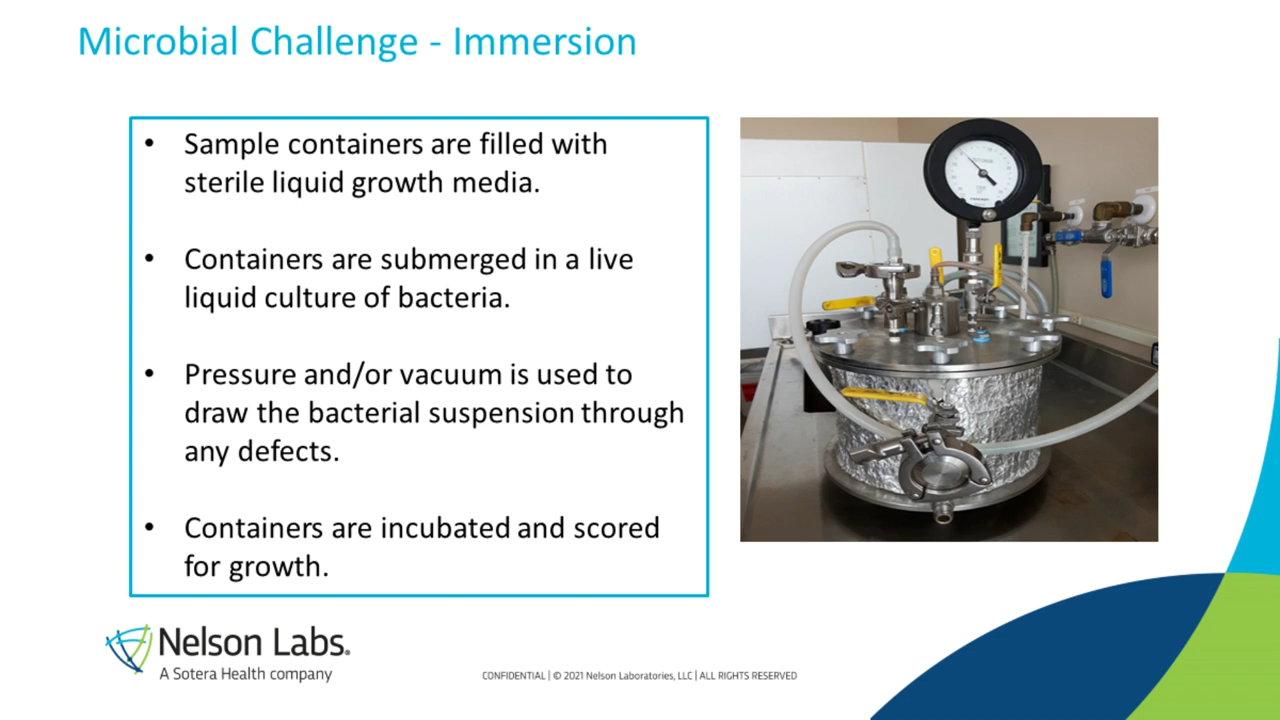 Microbial Challenge - Immersion
• Sample containers are filled with
sterile liquid growth media.
• Containers are submerged in a live
liquid culture of bacteria.
• Pressure and/or vacuum is used to
draw the bacterial suspension through
any defects.
• Containers are incubated and scored
for growth.
Nelson Labs.
A Sotera Health company
CONFIDENTIAL | © 2021 Nelson Laboratories, LLC | ALL RIGHTS RESERVED